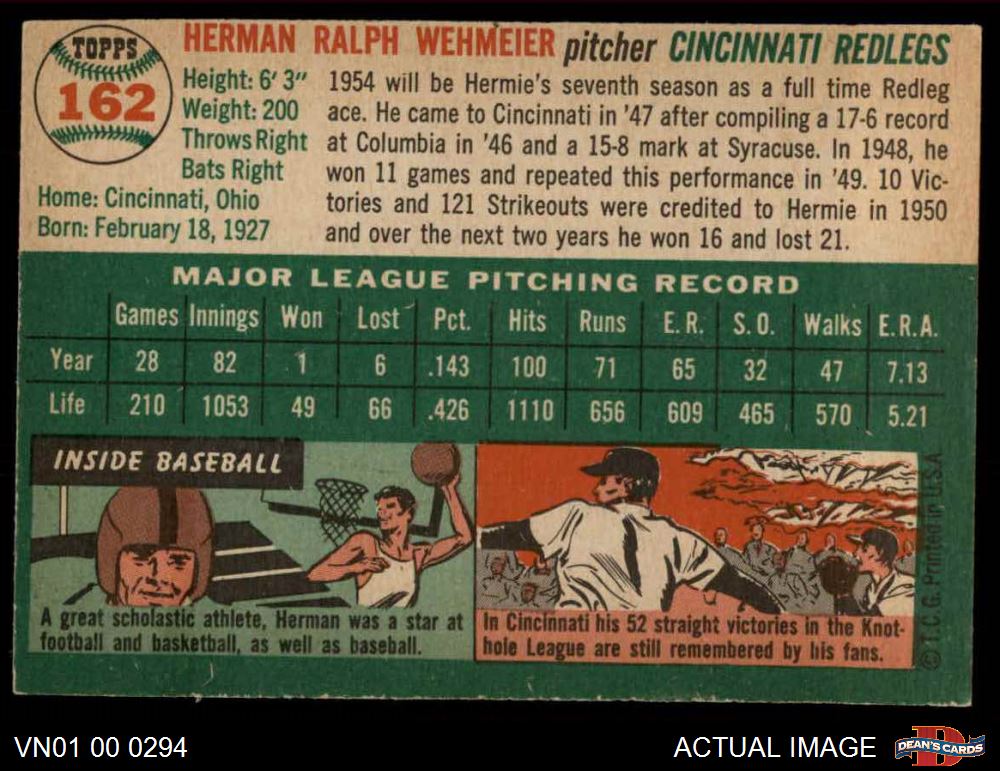 TOPPS
162
HERMAN RALPH WEHMEIER pitcher CINCINNATI REDLEGS
Height: 6' 3"
Weight: 200
Throws Right
Bats Right
Home: Cincinnati, Ohio
Born: February 18, 1927
1954 will be Hermie's seventh season as a full time Redleg
ace. He came to Cincinnati in '47 after compiling a 17-6 record
at Columbia in '46 and a 15-8 mark at Syracuse. In 1948, he
won 11 games and repeated this performance in '49. 10 Vic-
tories and 121 Strikeouts were credited to Hermie in 1950
and over the next two years he won 16 and lost 21.
MAJOR LEAGUE PITCHING RECORD
Games Innings Won Lost Pct. Hits Runs E.R. S.O. Walks E.R.A.
Year 28 82 1 6 .143 100 71 65 32 47 7.13
Life 210 1053 49 66 .426 1110 656 609 465 570 5.21
INSIDE BASEBALL
A great scholastic athlete, Herman was a star at
football and basketball, as well as baseball.
In Cincinnati his 52 straight victories in the Knot-
hole League are still remembered by his fans.
© T.C.G. Printed in U.S.A
VN01 00 0294
ACTUAL IMAGE
D
DEAN'S CARDS